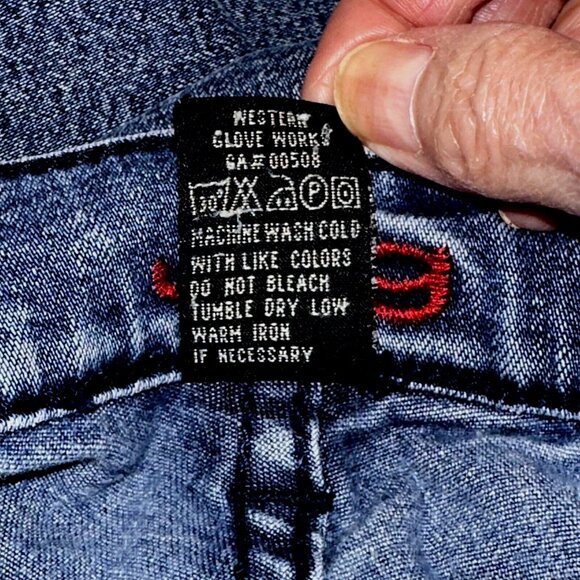 WESTERN
GLOVE WORKS
CA# 00508
30° P
MACHINE WASH COLD
WITH LIKE COLORS
DO NOT BLEACH
TUMBLE DRY LOW
WARM IRON
IF NECESSARY